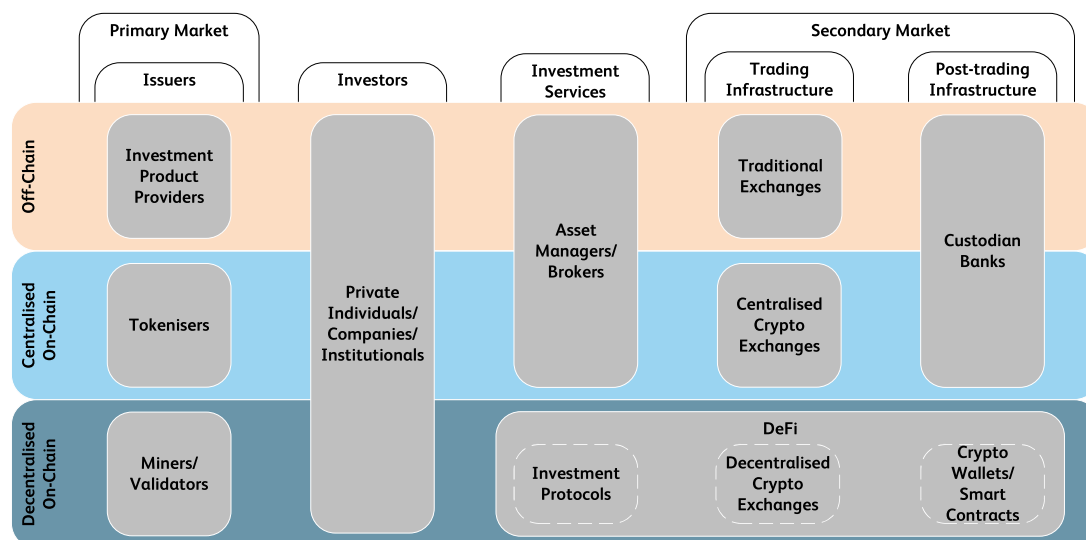 Primary Market
Secondary Market
Issuers
Investors
Investment
Services
Trading
Infrastructure
Post-trading
Infrastructure
Off-Chain
Investment
Product
Providers
Private
Individuals/
Companies/
Institutionals
Asset
Managers/
Brokers
Traditional
Exchanges
Custodian
Banks
Centralised
On-Chain
Tokenisers
Centralised
Crypto
Exchanges
Decentralised
On-Chain
Miners/
Validators
DeFi
Investment
Protocols
Decentralised
Crypto
Exchanges
Crypto
Wallets/
Smart
Contracts